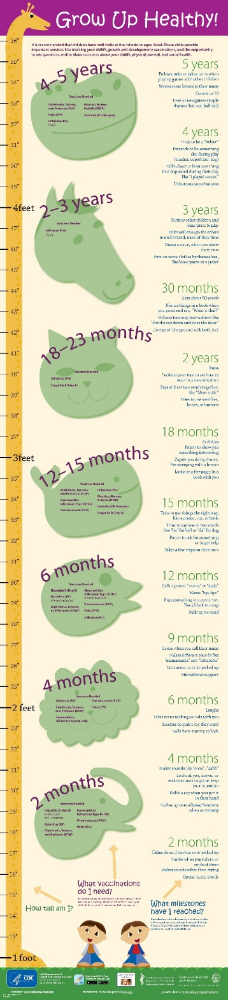 Grow Up Healthy!
It is recommended that children have well visits at the milestone ages listed. These visits provide
important services like tracking your child's growth and development; vaccinations; and the opportunity
to ask questions and/or share concerns about your child's physical, mental, and social health.
56"
55"
54"
53"
52"
51"
50"
49"
4feet
47"
46"
45"
44"
43"
42"
41"
40"
39"
38"
37"
3feet
35"
34"
33"
32"
31"
30"
29"
28"
27"
26"
25"
2 feet
23"
22"
21"
20"
19"
18"
17"
16"
15"
14"
13"
1 foot
4–5 years
Vaccines Needed
Diphtheria, Tetanus,
and Pertussis (DTaP)
Polio (IPV)
Influenza (Flu)
Measles, Mumps,
Rubella (MMR)
Varicella (Chickenpox)
2–3 years
Vaccines Needed
Influenza (Flu)
18–23 months
Vaccines Needed
Influenza (Flu)
Hepatitis A (Hep A)
12–15 months
Vaccines Needed
Diphtheria, Tetanus,
and Pertussis (DTaP)
Haemophilus
Influenzae Type B (Hib)
Pneumococcal (PCV)
Influenza (Flu)
Measles, Mumps,
Rubella (MMR)
Varicella (Chickenpox)
Hepatitis A (Hep A)
6 months
Vaccines Needed
Hepatitis B (Hep B)
Rotavirus (RV)
Diphtheria, Tetanus,
and Pertussis (DTaP)
Haemophilus
Influenzae Type B (Hib)
Pneumococcal (PCV)
Polio (IPV)
Influenza (Flu)
4 months
Vaccines Needed
Rotavirus (RV)
Diphtheria, Tetanus,
and Pertussis (DTaP)
Haemophilus
Influenzae Type B (Hib)
Pneumococcal (PCV)
Polio (IPV)
2 months
Vaccines Needed
Hepatitis B (Hep B)
Rotavirus (RV)
Diphtheria, Tetanus,
and Pertussis (DTaP)
Haemophilus
Influenzae Type B (Hib)
Pneumococcal (PCV)
Polio (IPV)
5 years
Follows rules or takes turns when
playing games with other children
Writes some letters in their name
Counts to 10
Uses or recognizes simple
rhymes (bat-cat, ball-tall)
4 years
Likes to be a "helper"
Pretends to be something
else during play
(teacher, superhero, dog)
Talks about at least one thing
that happened during their day,
like "I played soccer."
Unbuttons some buttons
3 years
Notices other children and
joins them to play
Talks well enough for others
to understand, most of the time
Draws a circle, when you show
them how
Puts on some clothes by themselves,
like loose pants or a jacket
30 months
Says about 50 words
Names things in a book when
you point and ask, "What is this?"
Follows two-step instructions like
"Put the toy down and close the door."
Jumps off the ground with both feet
2 years
Runs
Looks at your face to see how to
react in a new situation
Says at least two words together,
like "More milk."
Tries to use switches,
knobs, or buttons
18 months
Scribbles
Points to show you
something interesting
Copies you doing chores,
like sweeping with a broom
Looks at a few pages in a
book with you
15 months
Tries to use things the right way,
like a phone, cup, or book
Tries to say one or two words
like "ba" for ball or "da" for dog
Points to ask for something
or to get help
Takes a few steps on their own
12 months
Calls a parent "mama" or "dada"
Waves "bye-bye"
Puts something in a container,
like a block in a cup
Pulls up to stand
9 months
Looks when you call their name
Makes different sounds like
"mamamama" and "bababababa"
Lifts arms up to be picked up
Sits without support
6 months
Laughs
Takes turns making sounds with you
Reaches to grab a toy they want
Rolls from tummy to back
4 months
Makes sounds like "oooo", "aahh"
Looks at you, moves, or
makes sounds to get or keep
your attention
Holds a toy when you put it
in their hand
Pushes up onto elbows/forearms
when on tummy
2 months
Calms down if spoken to or picked up
Smiles when you talk to or
smile at them
Makes sounds other than crying
Opens hands briefly
How tall am I?
What vaccinations
do I need?
What milestones
have I reached?
CDC